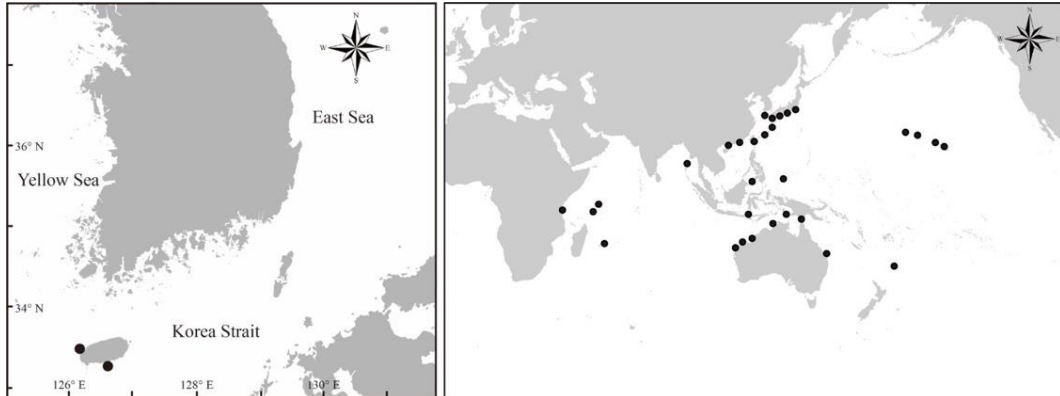 N
W E
S
East Sea
36° N
Yellow Sea
34° N
Korea Strait
126° E 128° E 130° E
N
W E
S